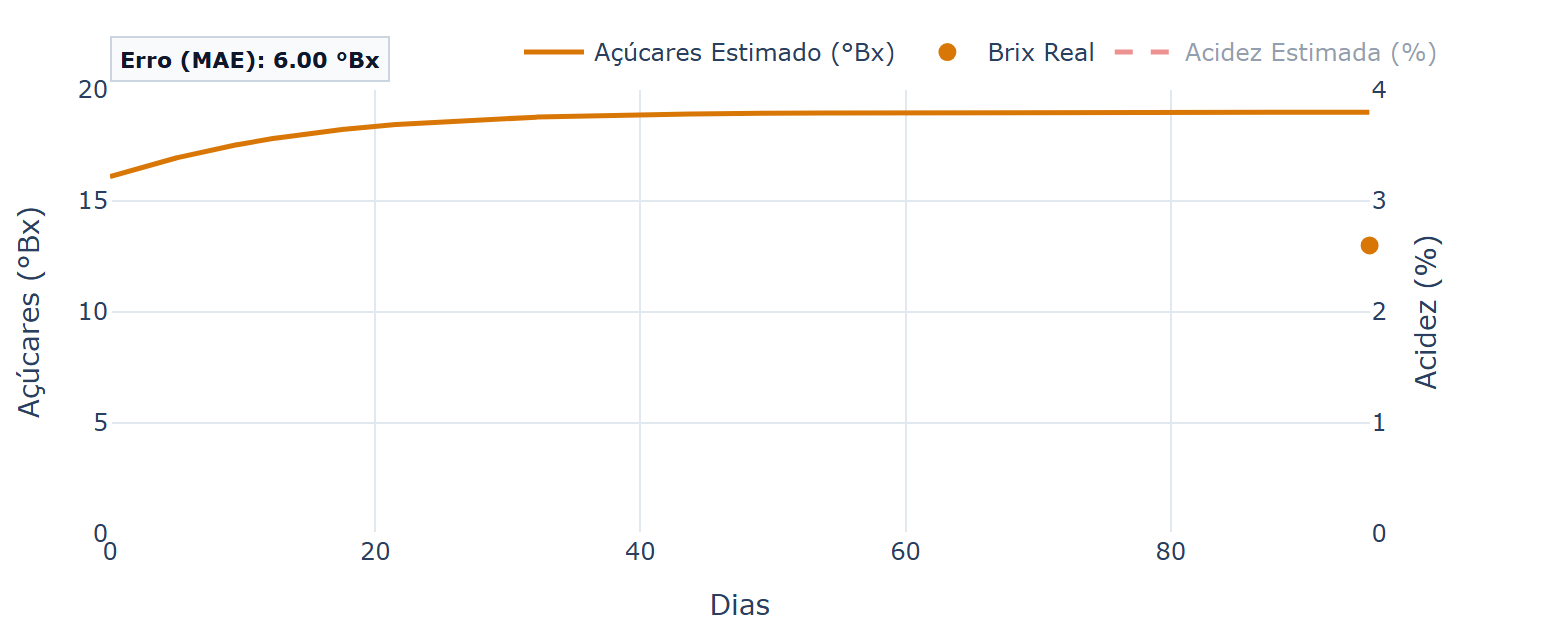 Erro (MAE): 6.00 ºBx
Açúcares Estimado (°Bx)
Brix Real
Acidez Estimada (%)
20
15
10
5
0
4
3
2
1
0
0
20
40
60
80
Açúcares (°Bx)
Acidez (%)
Dias